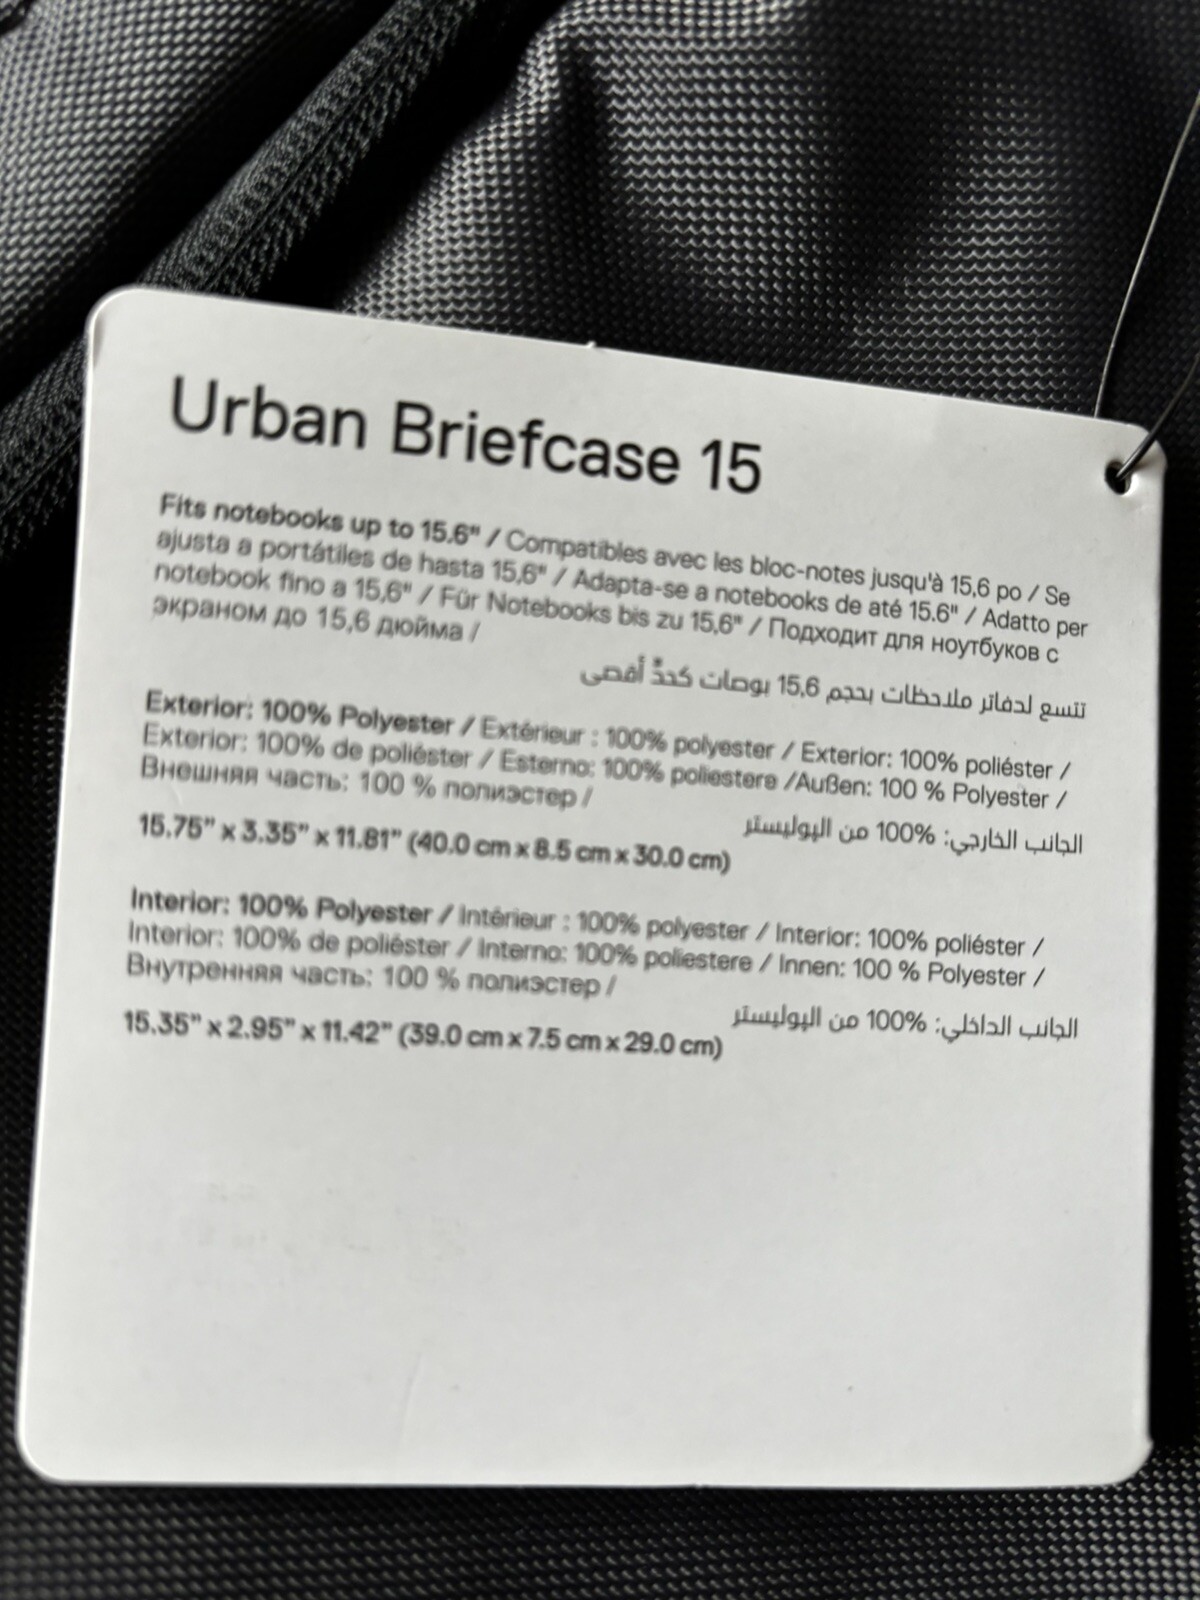 Urban Briefcase 15
Fits notebooks up to 15.6" / Compatibles avec les bloc-notes jusqu'à 15,6 po / Se
ajusta a portátiles de hasta 15,6" / Adapta-se a notebooks de até 15.6" / Adatto per
notebook fino a 15,6" / Für Notebooks bis zu 15,6" / Подходит для ноутбуков с
экраном до 15,6 дюйма /
تتسع لدفاتر ملاحظات بحجم 15,6 بوصات كحدٍّ أقصى
Exterior: 100% Polyester / Extérieur : 100% polyester / Exterior: 100% poliéster /
Exterior: 100% de poliéster / Esterno: 100% poliestere /Außen: 100 % Polyester /
Внешняя часть: 100 % полиэстер /
الجانب الخارجي: 100% من البوليستر
15.75" x 3.35" x 11.81" (40.0 cm x 8.5 cm x 30.0 cm)
Interior: 100% Polyester / Intérieur : 100% polyester / Interior: 100% poliéster /
Interior: 100% de poliéster / Interno: 100% poliestere / Innen: 100 % Polyester /
Внутренняя часть: 100 % полиэстер /
الجانب الداخلي: 100% من البوليستر
15.35" x 2.95" x 11.42" (39.0 cm x 7.5 cm x 29.0 cm)